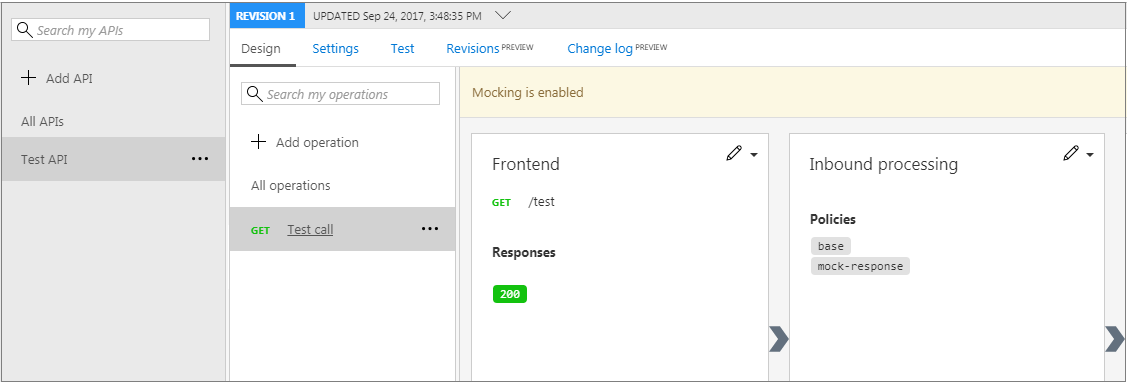 Search my APIs
Add API
All APIs
Test API
REVISION 1 UPDATED Sep 24, 2017, 3:48:35 PM
Design Settings Test Revisions PREVIEW Change log PREVIEW
Search my operations
Add operation
All operations
GET Test call
Mocking is enabled
Frontend
GET /test
Responses
200
Inbound processing
Policies
base
mock-response